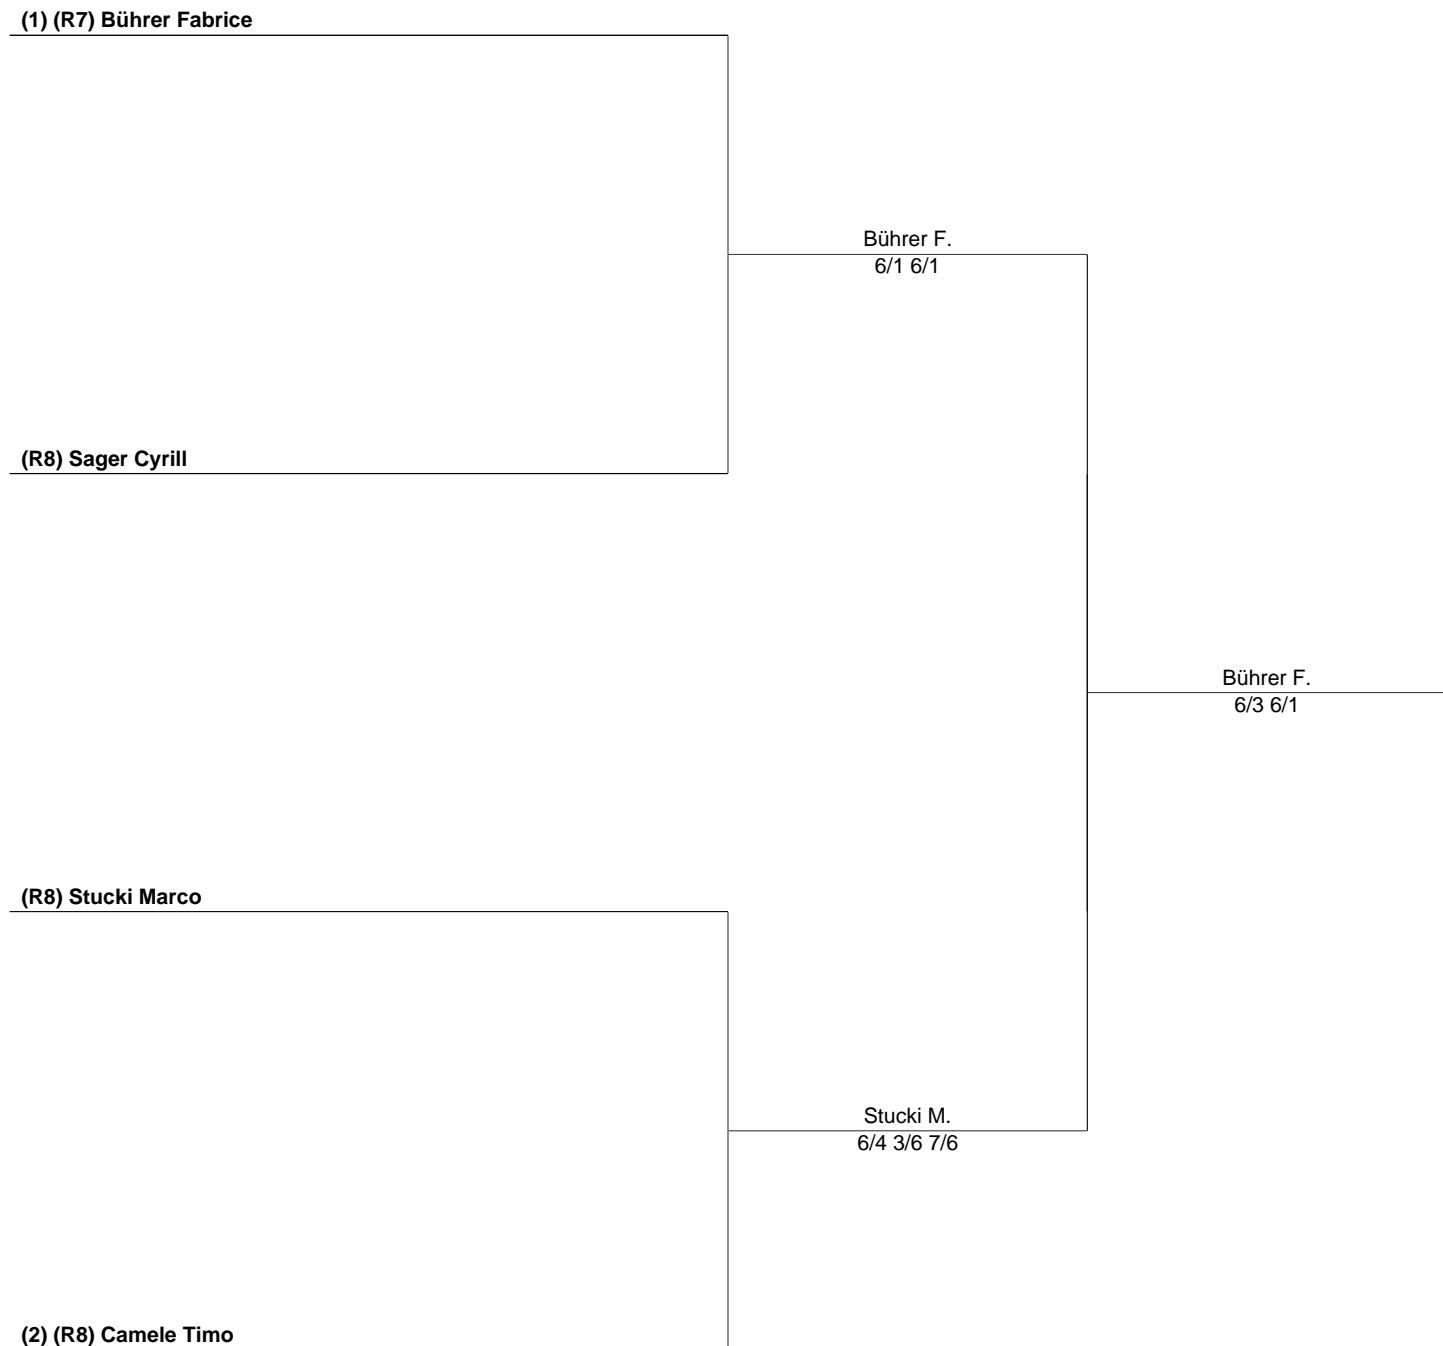 (1) (R7) Bührer Fabrice
Bührer F.
6/1 6/1
(R8) Sager Cyrill
Bührer F.
6/3 6/1
(R8) Stucki Marco
Stucki M.
6/4 3/6 7/6
(2) (R8) Camele Timo